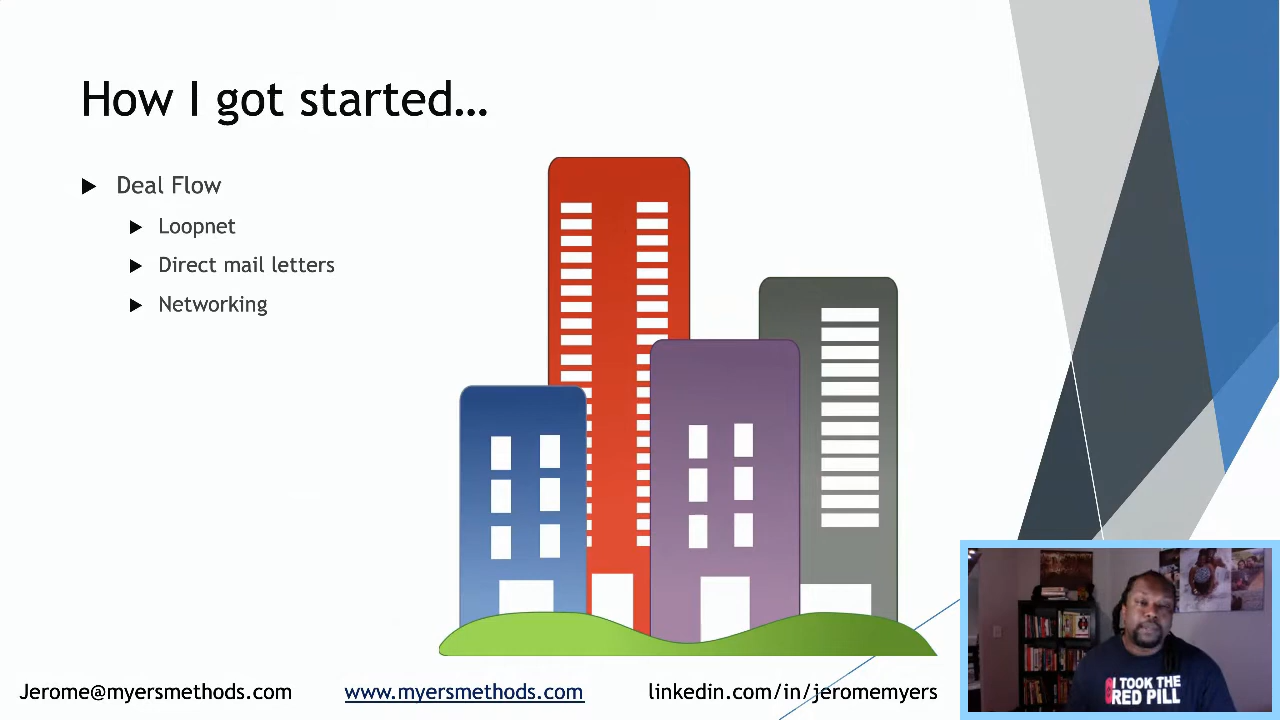 How I got started...
Deal Flow
Loopnet
Direct mail letters
Networking
Jerome@myersmethods.com www.myersmethods.com linkedin.com/in/jeromemyers
I TOOK THE
RED PILL